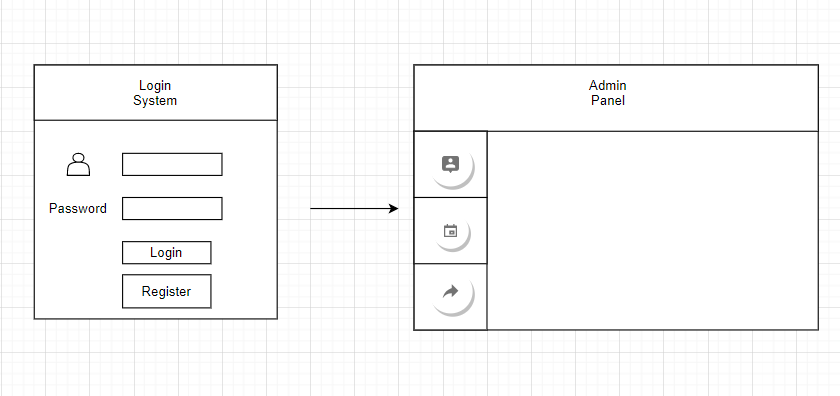 Login
System
Password
Login
Register
Admin
Panel